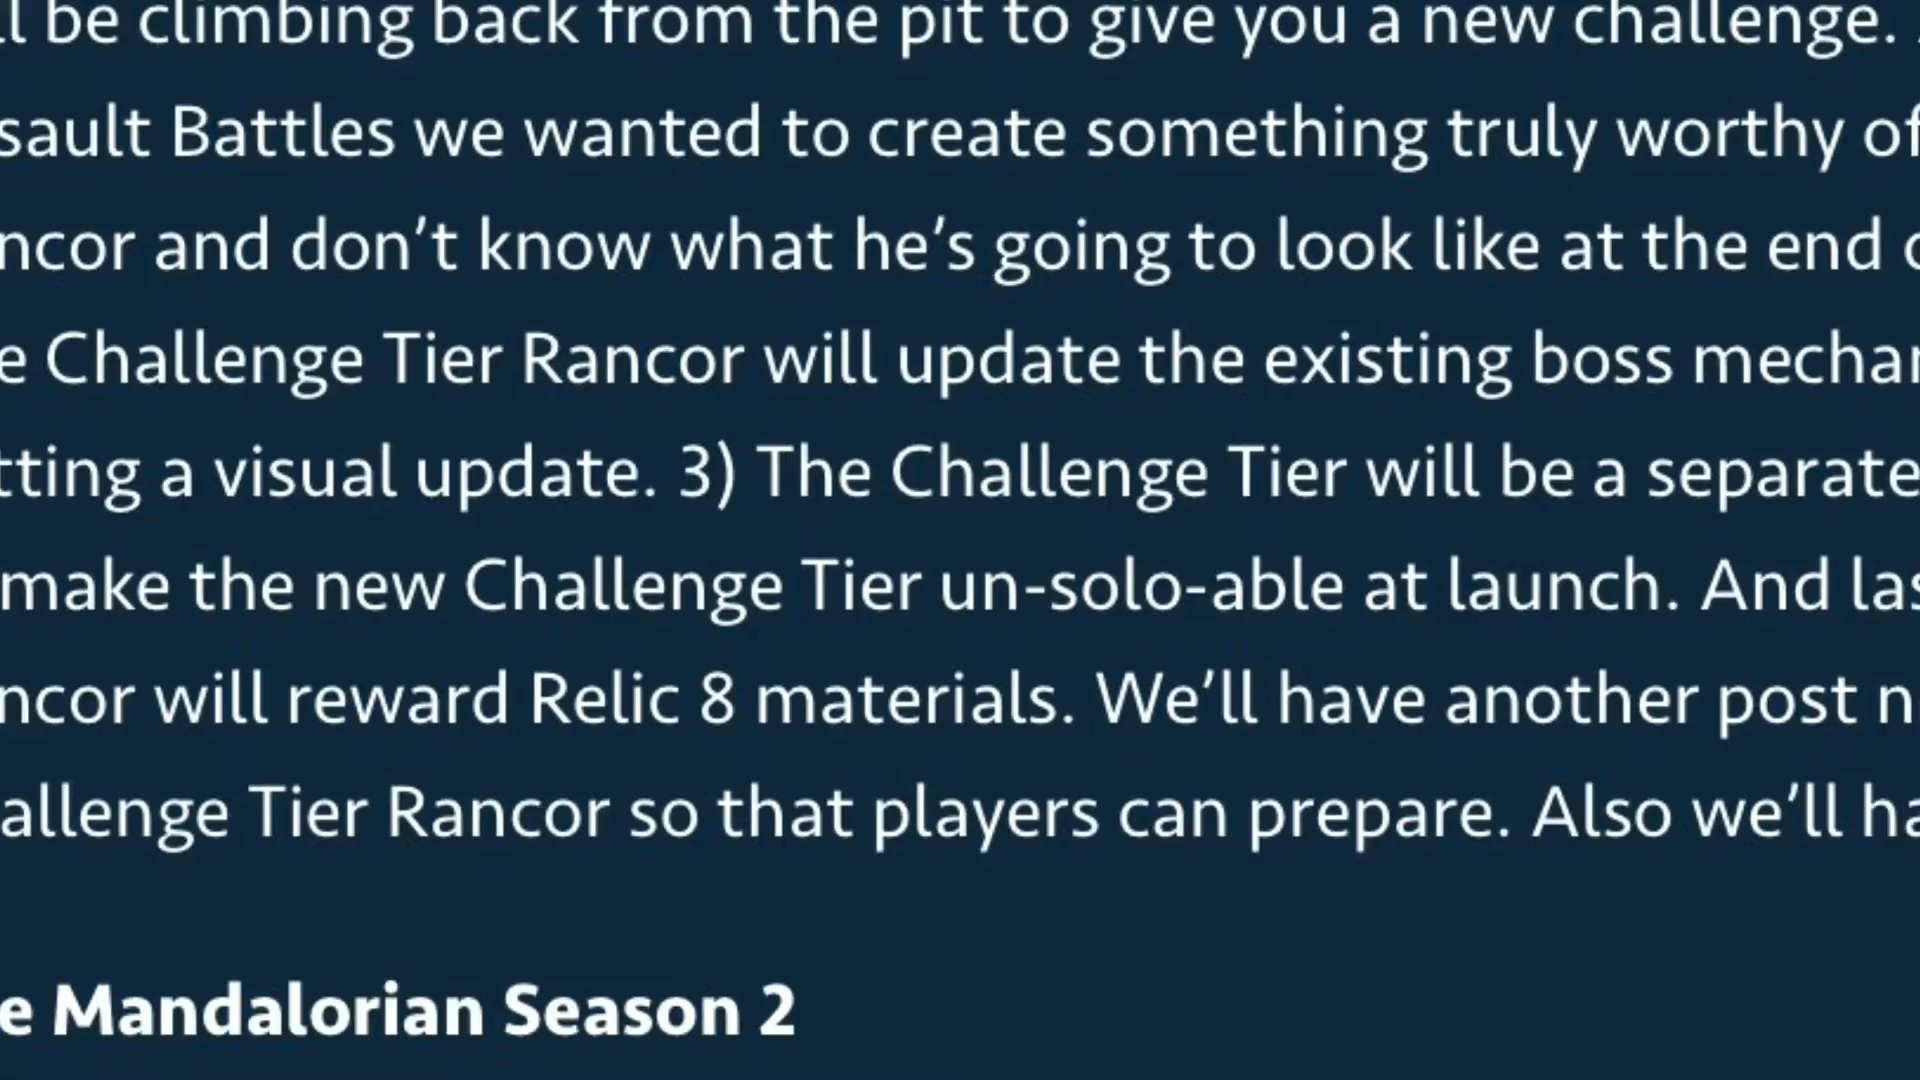 ll be climbing back from the pit to give you a new challenge.
sault Battles we wanted to create something truly worthy of
ncor and don't know what he's going to look like at the end
e Challenge Tier Rancor will update the existing boss mechan
tting a visual update. 3) The Challenge Tier will be a separate
make the new Challenge Tier un-solo-able at launch. And las
ncor will reward Relic 8 materials. We'll have another post n
allenge Tier Rancor so that players can prepare. Also we'll ha
e Mandalorian Season 2